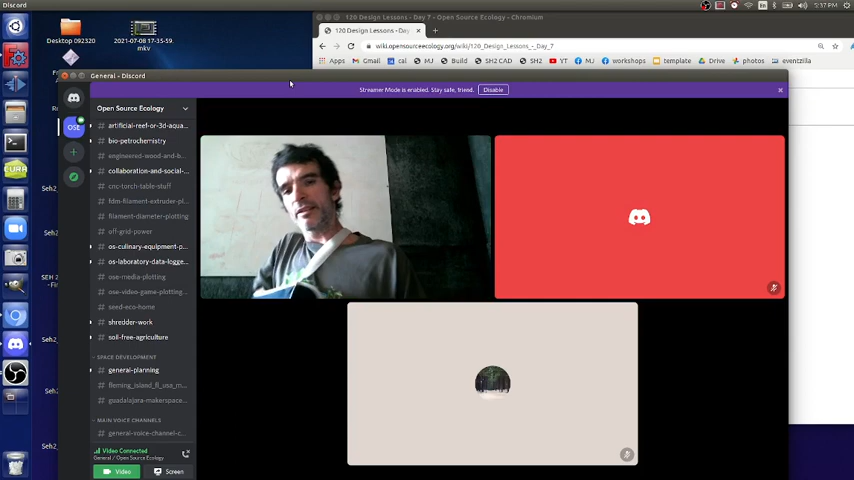 Discord
120 Design Lessons - Day 7 - Open Source Ecology - Chromium
5:37 PM
Desktop 092320
2021-07-08 17-35-59.mkv
120 Design Lessons - Day 7
wiki.opensourceecology.org/wiki/120_Design_Lessons_-_Day_7
Apps
Gmail
cal
MJ
Build
SH2
SH2
YT
MJ
workshops
template
Drive
photos
eventzilla
General - Discord
Streamer Mode is enabled. Stay safe, friend.
Disable
Open Source Ecology
OSE
# artificial-reef-or-3d-aqua...
# bio-petrochemistry
# engineered-wood-and-b...
# collaboration-and-social-...
# cnc-torch-table-stuff
# fdm-filament-extruder-pl...
# filament-diameter-plotting
# off-grid-power
# os-culinary-equipment-p...
# os-laboratory-data-logge...
# ose-media-plotting
# ose-video-game-plotting...
# seed-eco-home
# shredder-work
# soil-free-agriculture
SPACE DEVELOPMENT
# general-planning
# fleming_island_fl_usa_m...
# guadalajara-makerspace...
MAIN VOICE CHANNELS
# general-voice-channel-c...
Video Connected
General / Open Source Ecology
Video
Screen
CURA